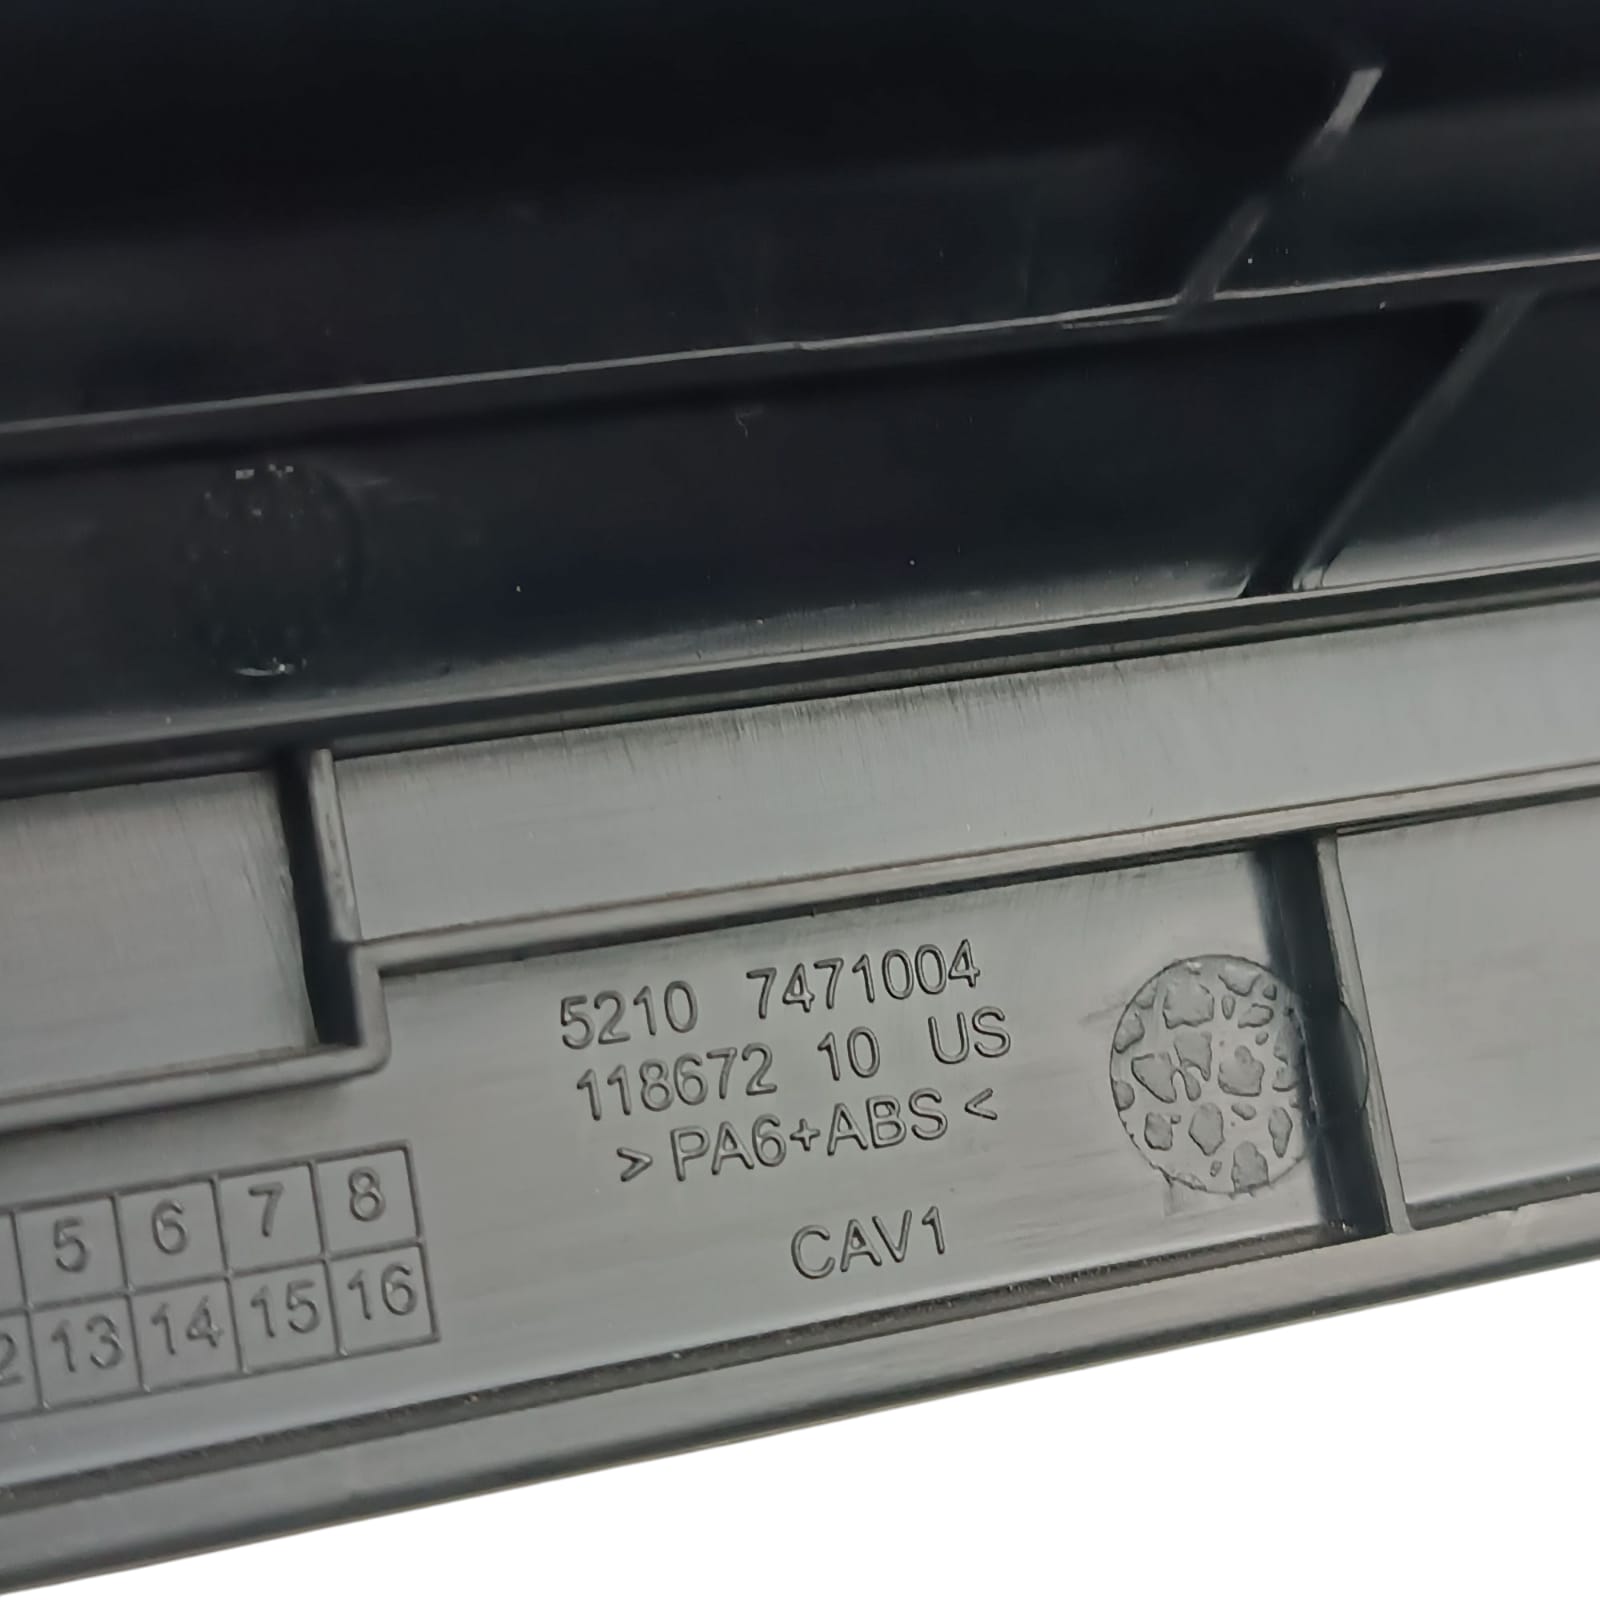 5210 7471004
118672 10 US
>PA6+ABS<
CAV1
5 6 7 8
13 14 15 16